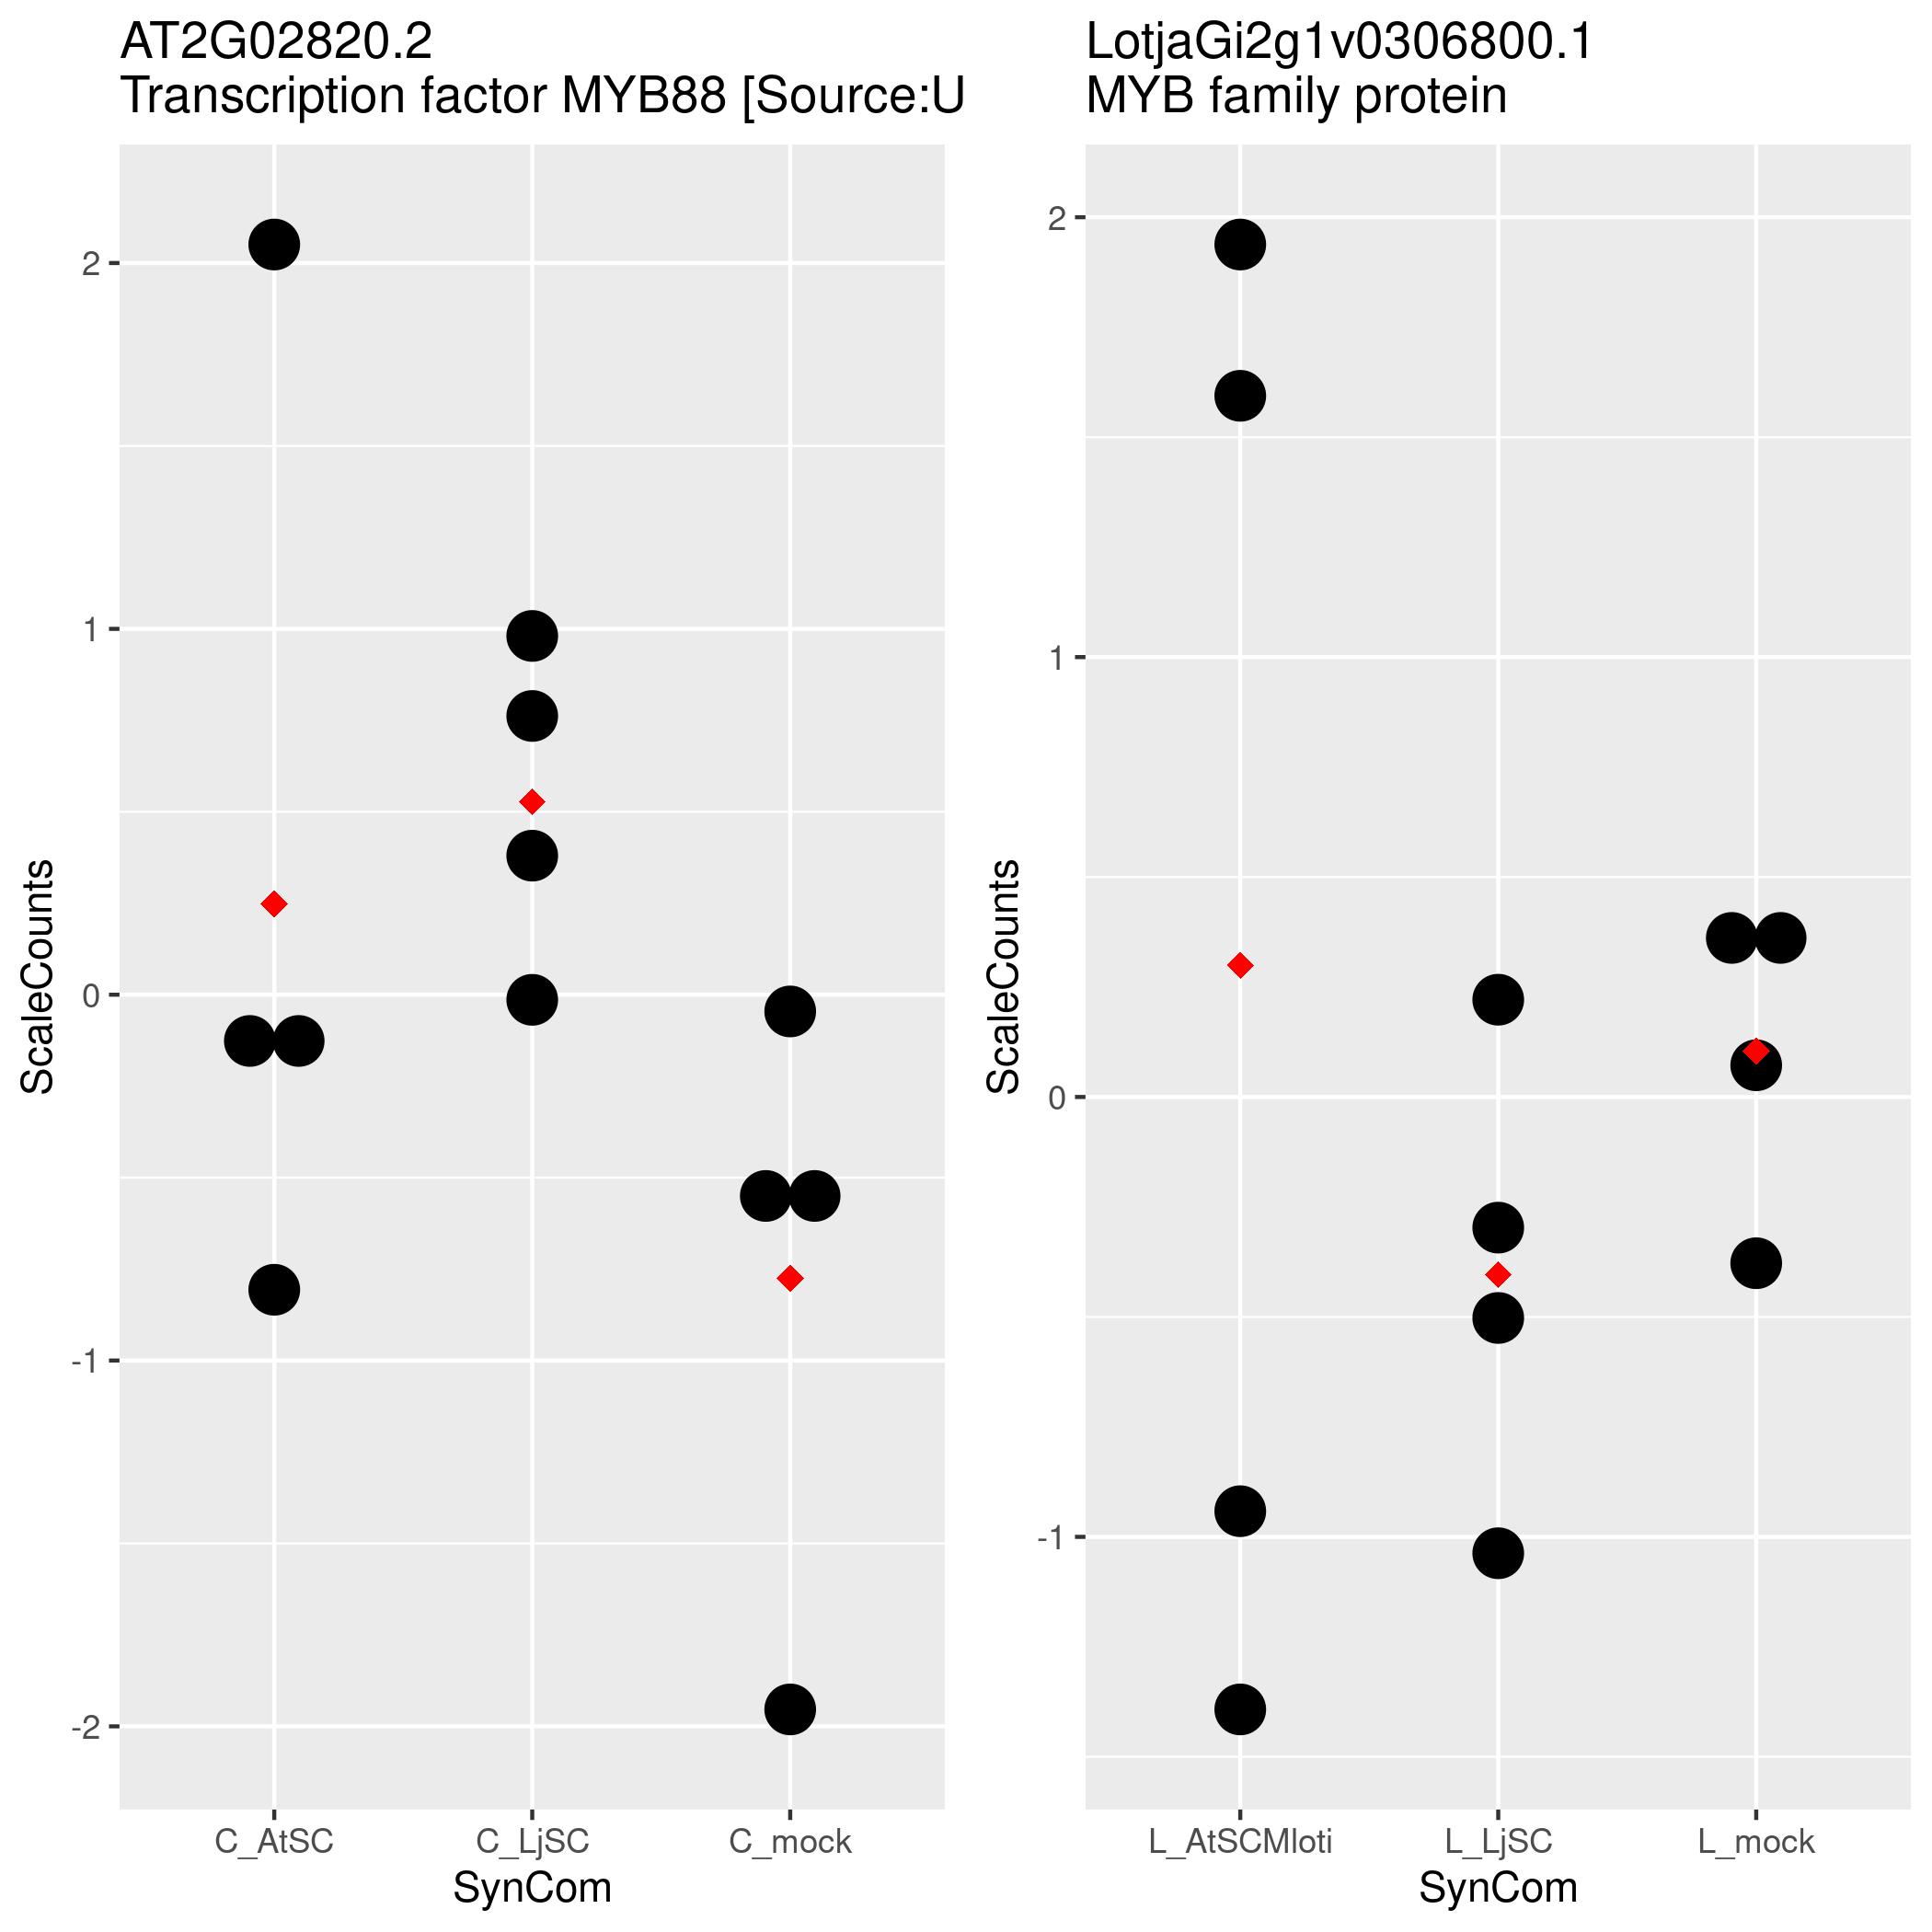 AT2G02820.2
Transcription factor MYB88 [Source:U
ScaleCounts
2
1
0
-1
-2
C_AtSC C_LjSC C_mock
SynCom
LotjaGi2g1v0306800.1
MYB family protein
ScaleCounts
2
1
0
-1
L_AtSCMloti L_LjSC L_mock
SynCom